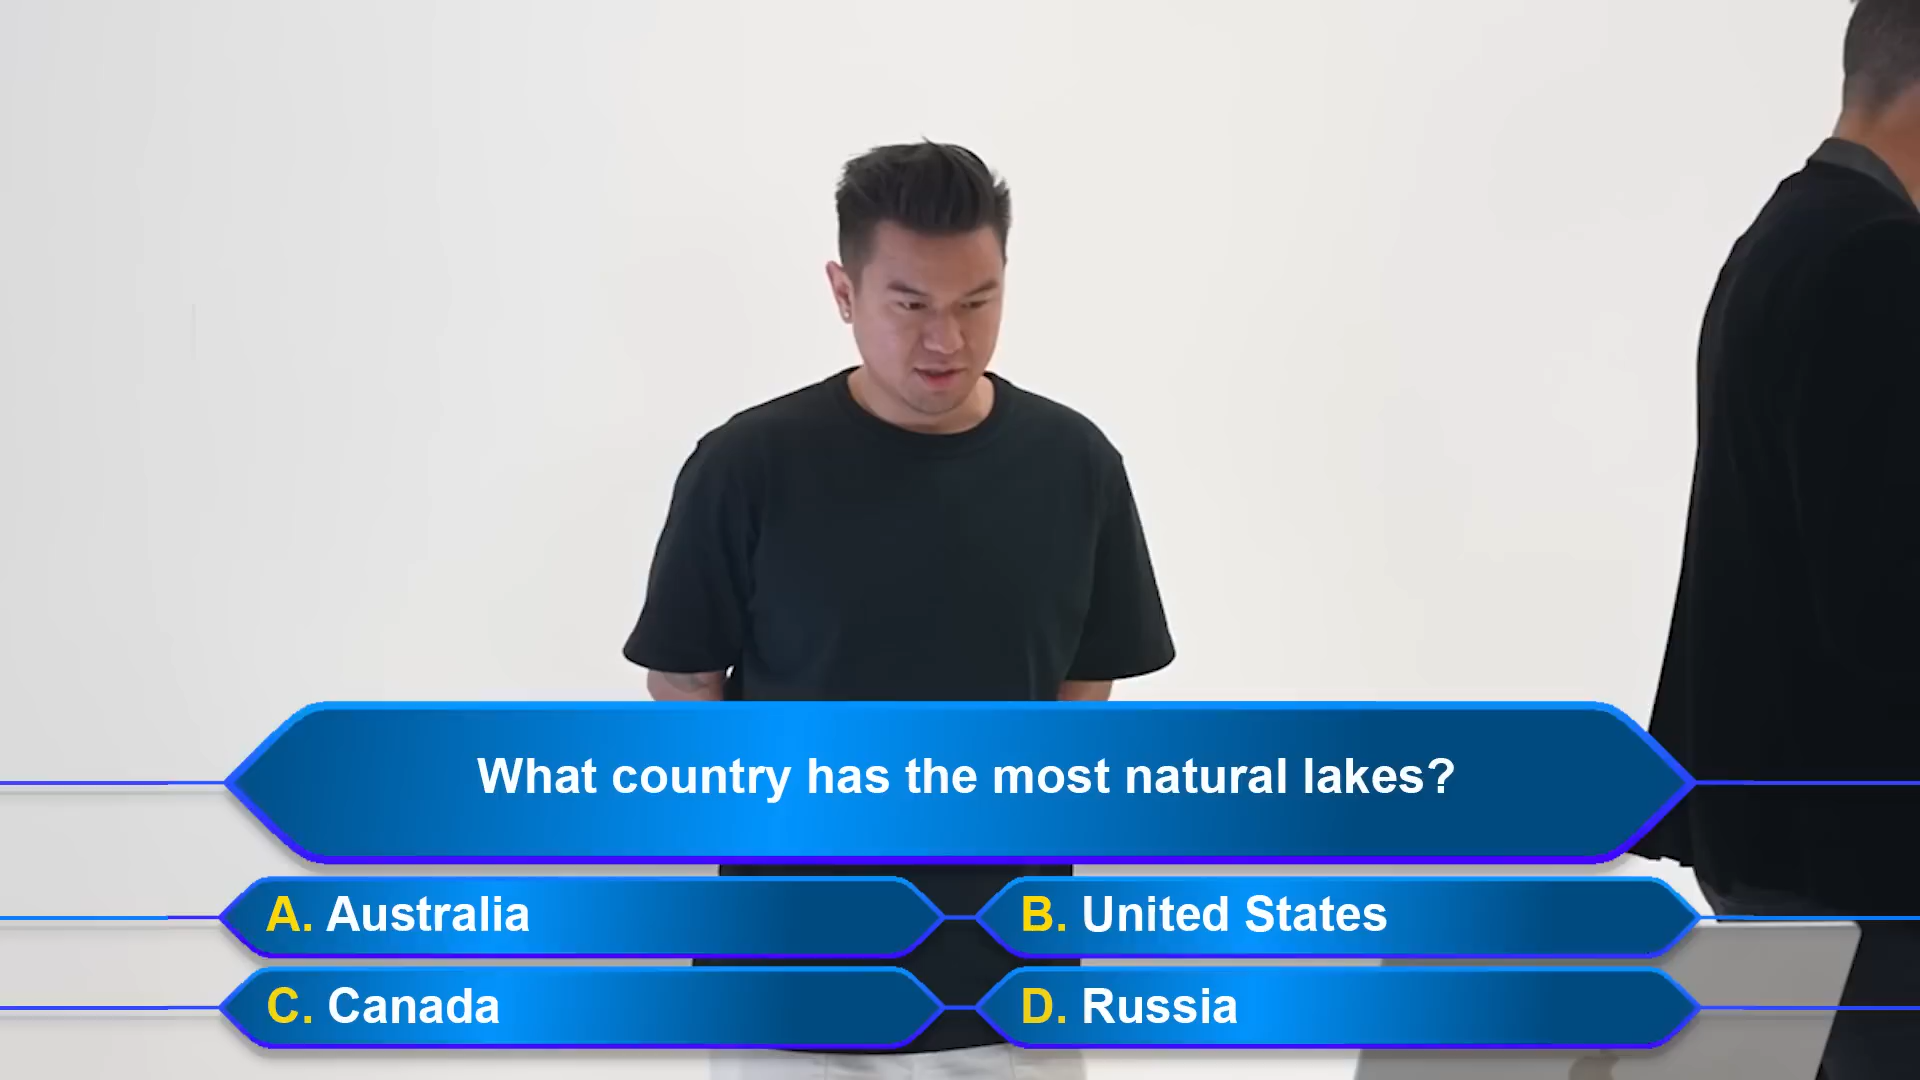 What country has the most natural lakes?
A. Australia
B. United States
C. Canada
D. Russia